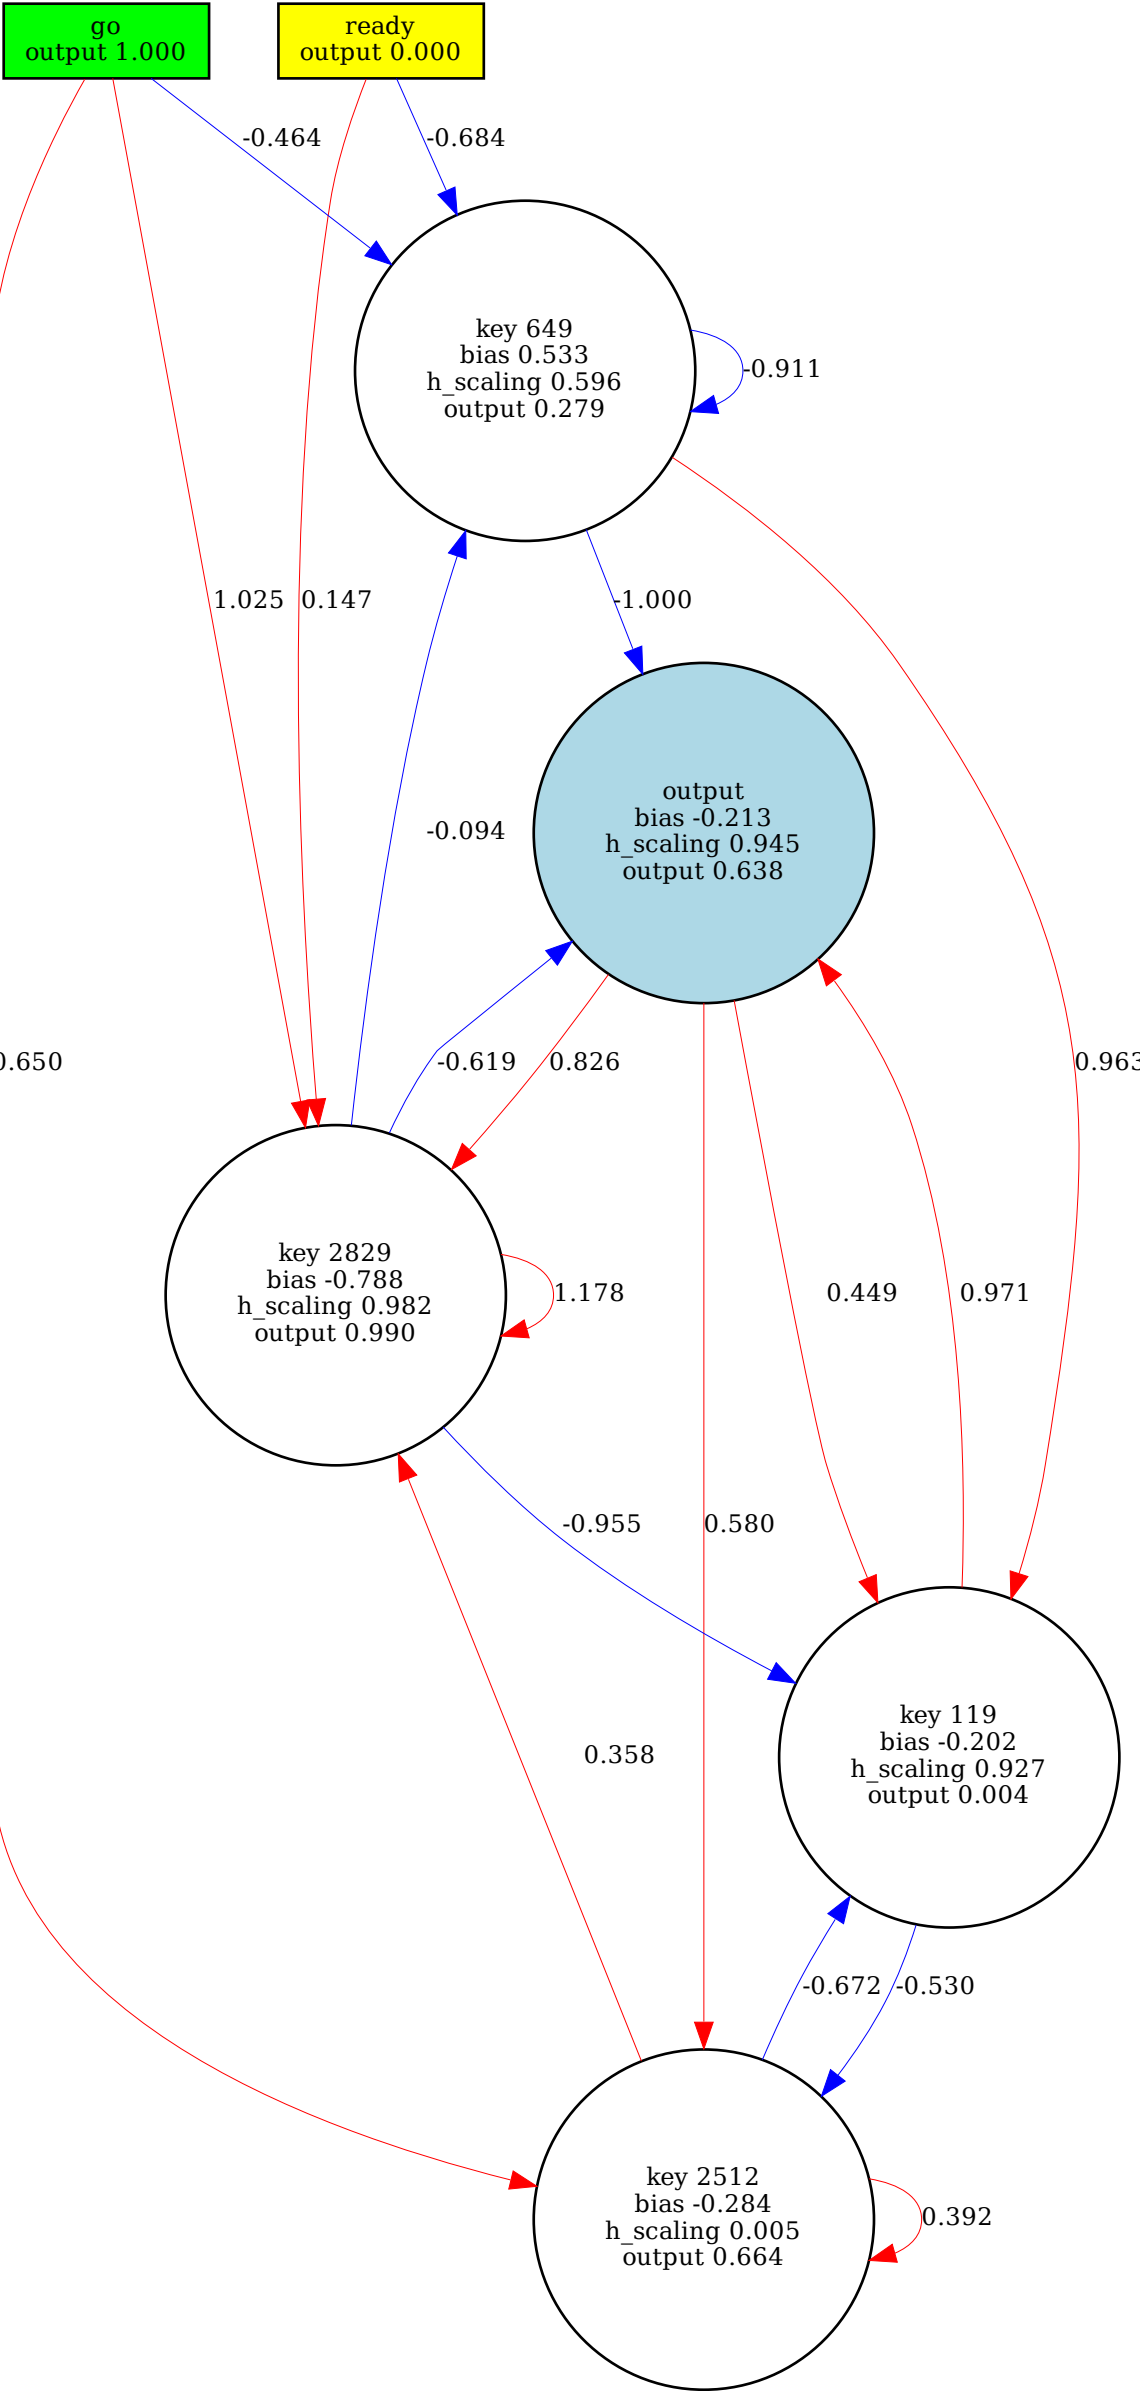 go
output 1.000
ready
output 0.000
-0.464
-0.684
key 649
bias 0.533
h_scaling 0.596
output 0.279
-0.911
1.025
0.147
-1.000
output
bias -0.213
h_scaling 0.945
output 0.638
-0.094
0.650
-0.619
0.826
0.963
key 2829
bias -0.788
h_scaling 0.982
output 0.990
1.178
0.449
0.971
-0.955
0.580
key 119
bias -0.202
h_scaling 0.927
output 0.004
0.358
-0.672
-0.530
key 2512
bias -0.284
h_scaling 0.005
output 0.664
0.392